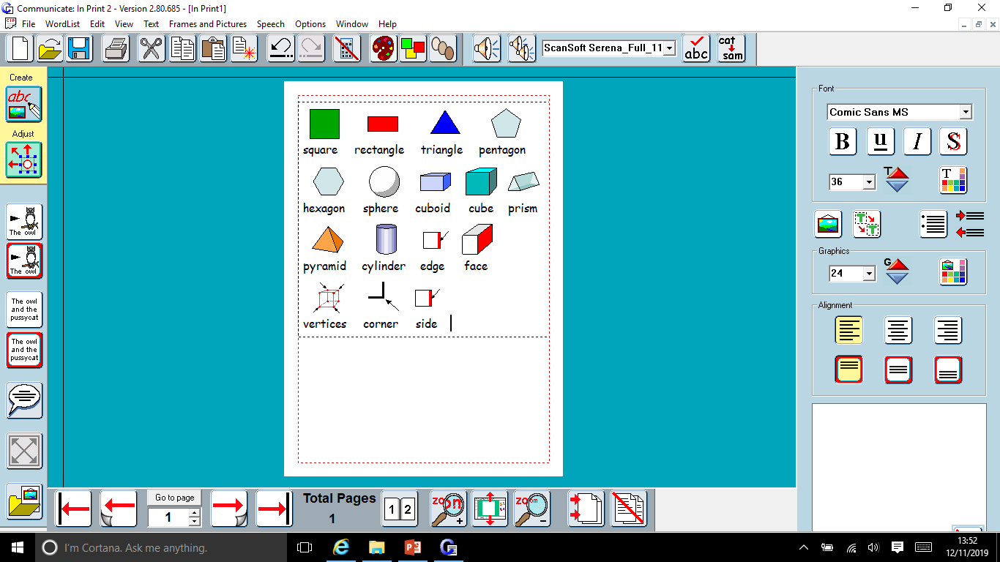 Communicate: In Print 2 - Version 2.80.685 - [In Print1]
File WordList Edit View Text Frames and Pictures Speech Options Window Help
ScanSoft Serena_Full_11
abc
cat
sam
Create
abc
Adjust
The owl
The owl
The owl
and the
pussycat
The owl
and the
pussycat
square rectangle triangle pentagon
hexagon sphere cuboid cube prism
pyramid cylinder edge face
vertices corner side
Font
Comic Sans MS
B u I S
36
T
T
T
T
Graphics
24
G
Alignment
Go to page
1
Total Pages
1
1 2
zoom
+
zoom
-
I'm Cortana. Ask me anything.
13:52
12/11/2019